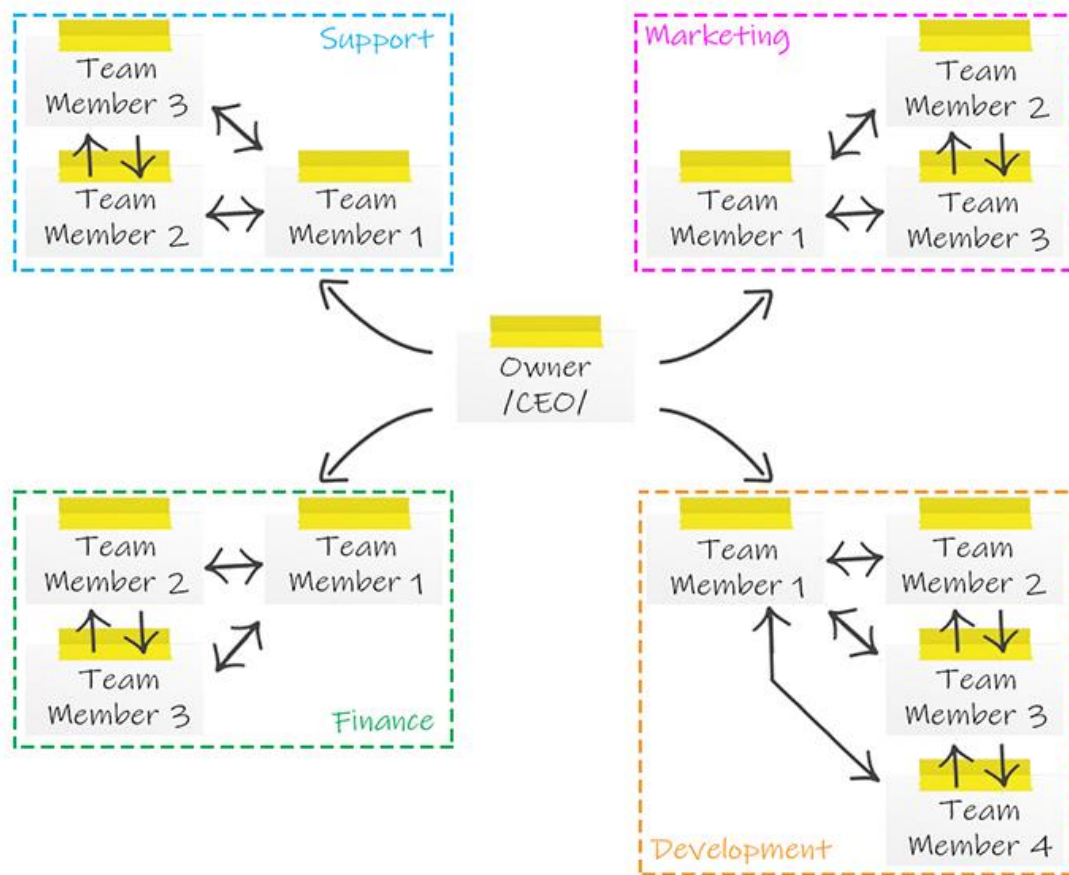 Support
Team
Member 3
Team
Member 2
Team
Member 1
Marketing
Team
Member 2
Team
Member 1
Team
Member 3
Owner
/CEO/
Team
Member 2
Team
Member 1
Team
Member 3
Finance
Team
Member 1
Team
Member 2
Team
Member 3
Team
Member 4
Development